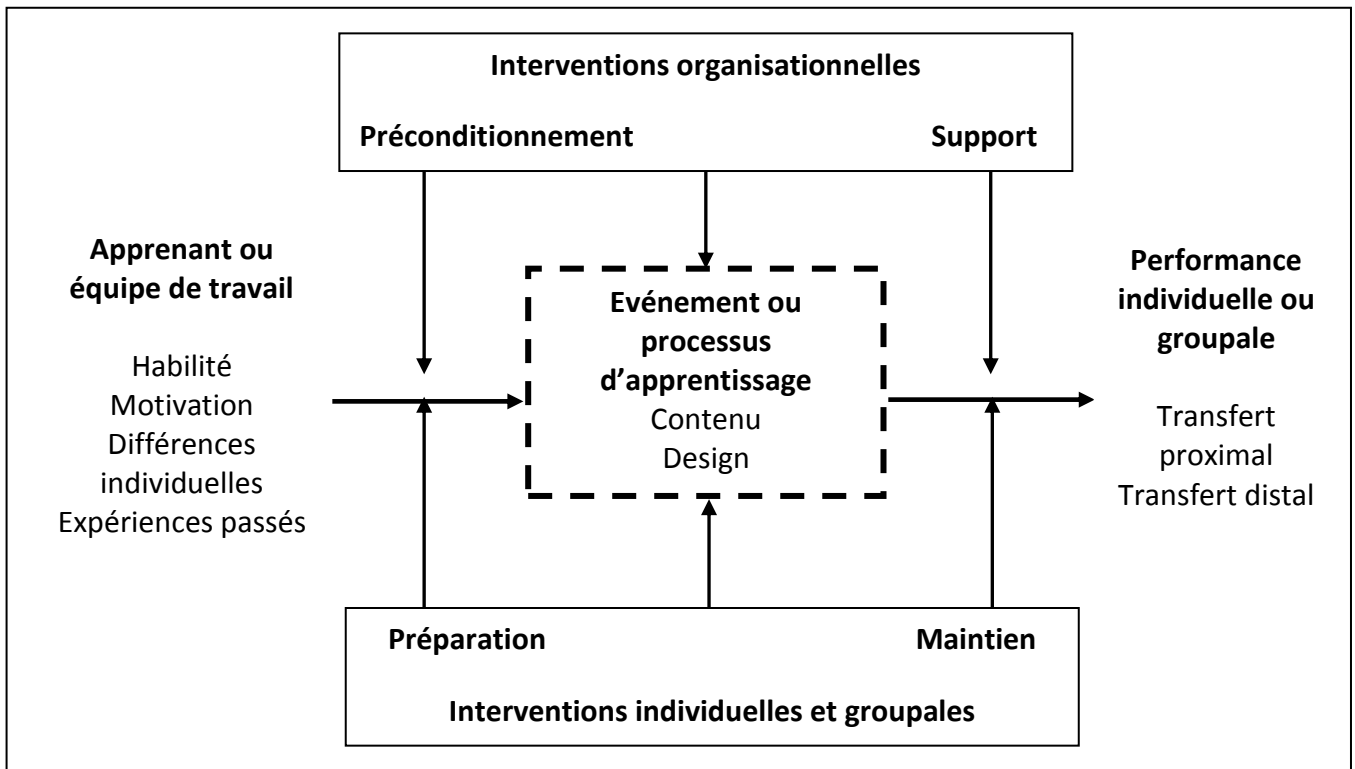 Interventions organisationnelles
Préconditionnement Support
Apprenant ou
équipe de travail
Habilité
Motivation
Différences
individuelles
Expériences passés
Evénement ou
processus
d’apprentissage
Contenu
Design
Performance
individuelle ou
groupale
Transfert
proximal
Transfert distal
Préparation Maintien
Interventions individuelles et groupales